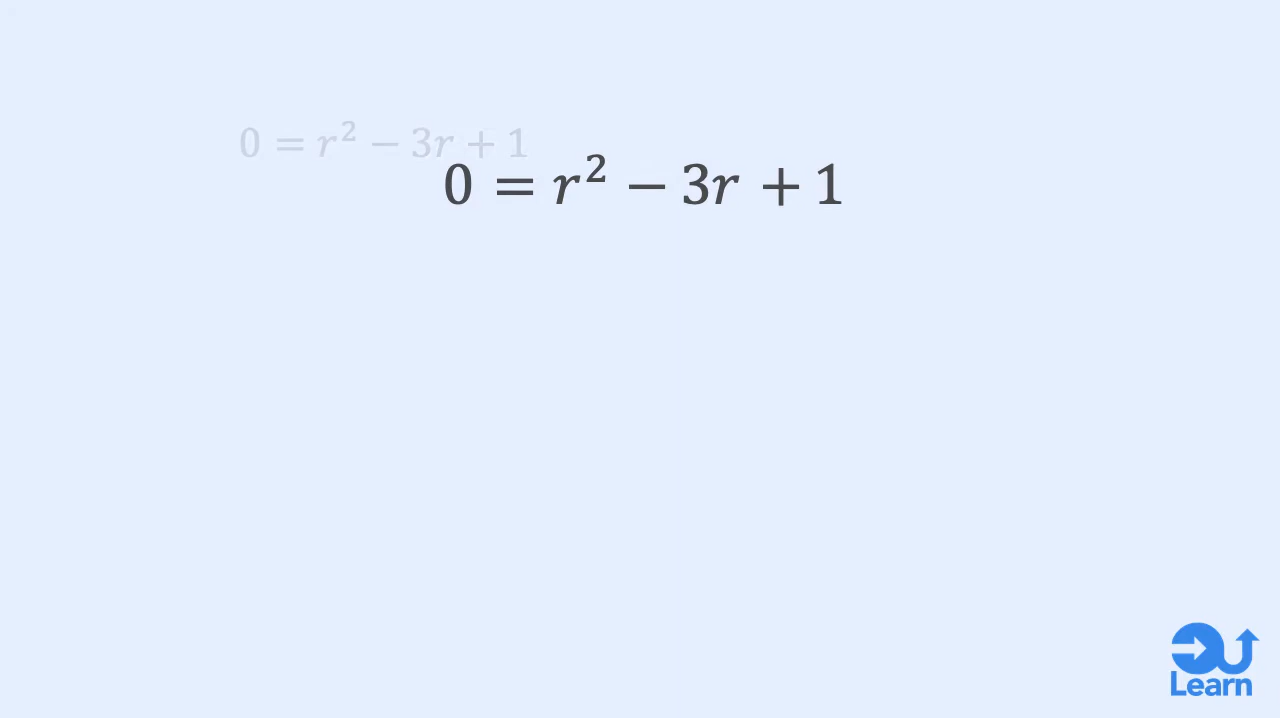 0 = r² − 3r + 1
0 = r² − 3r + 1
Learn